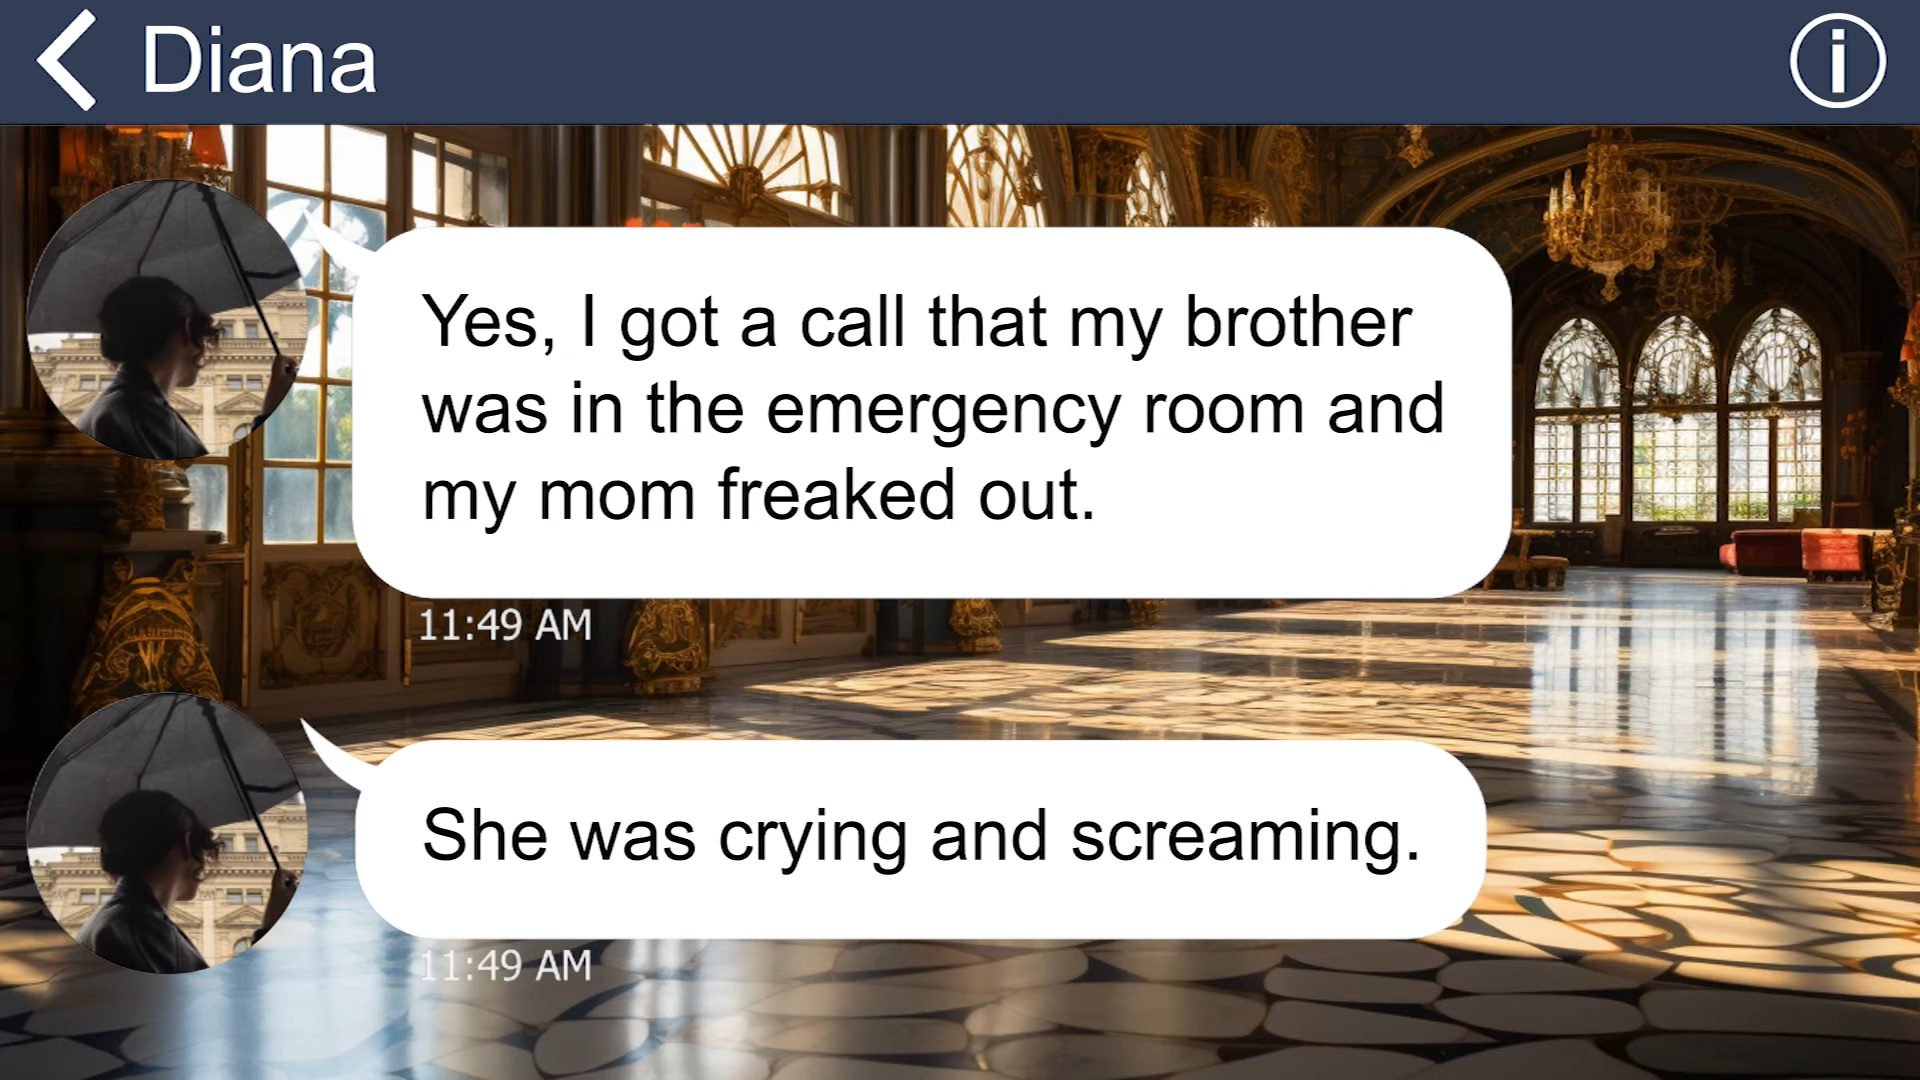 Diana
Yes, I got a call that my brother
was in the emergency room and
my mom freaked out.
11:49 AM
She was crying and screaming.
11:49 AM